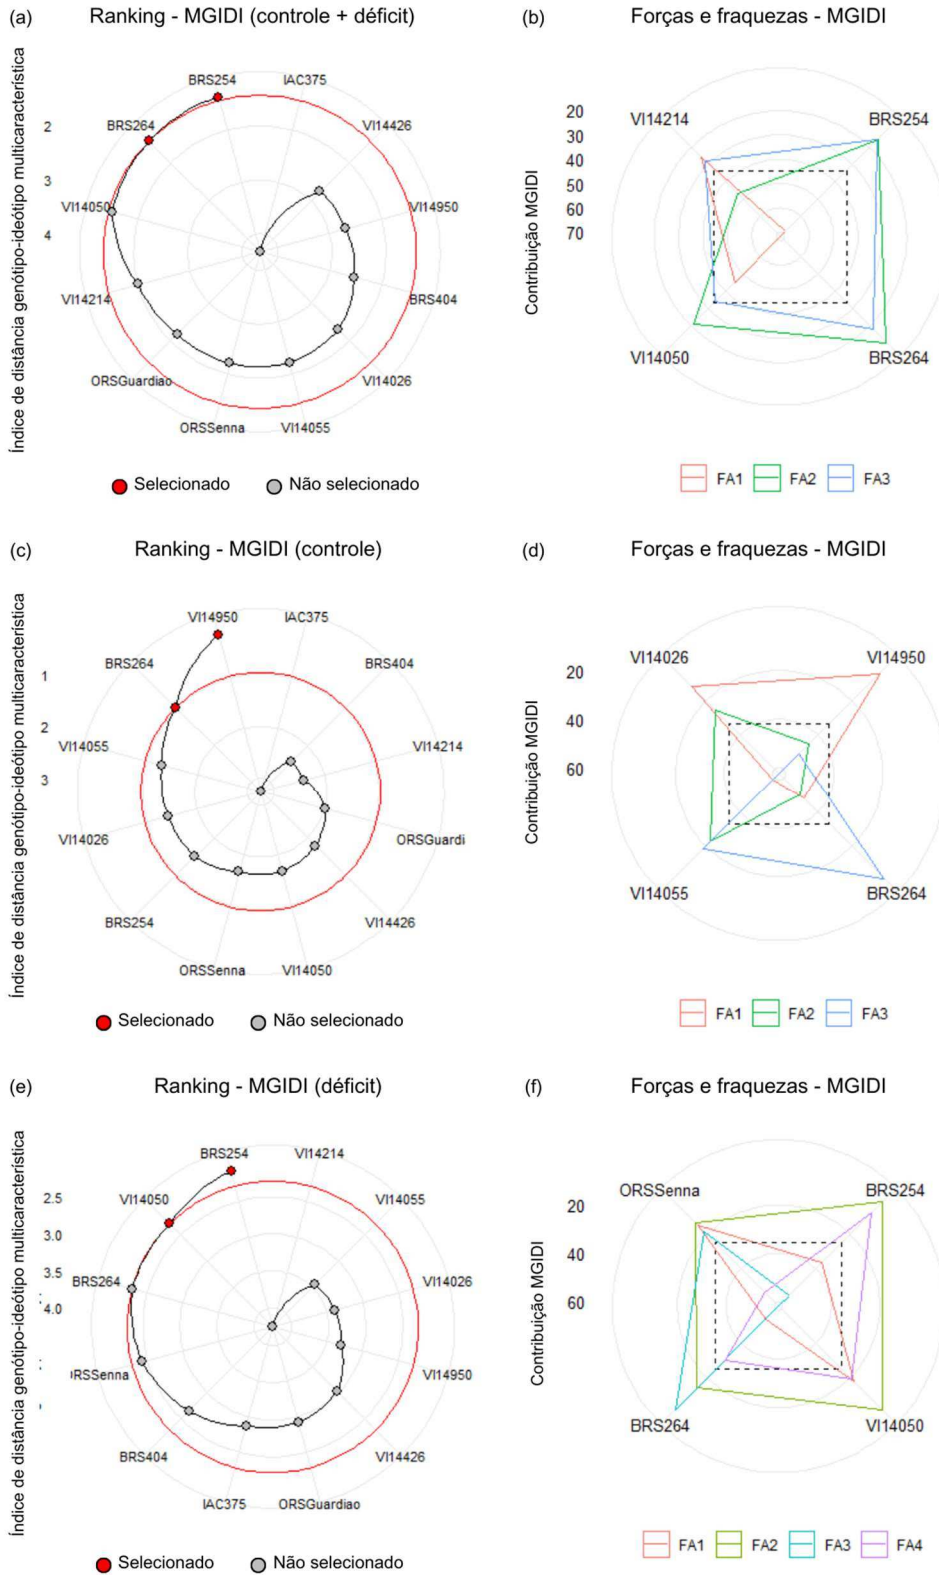 (a) Ranking - MGIDI (controle + déficit)
Índice de distância genótipo-ideótipo multicaracterística
2
3
4
BRS254
IAC375
BRS264
VI14426
VI14050
VI14950
VI14214
BRS404
ORSGuardiao
VI14026
ORSSenna
VI14055
Selecionado
Não selecionado
(b) Forças e fraquezas - MGIDI
Contribuição MGIDI
20
30
40
50
60
70
VI14214
BRS254
VI14050
BRS264
FA1
FA2
FA3
(c) Ranking - MGIDI (controle)
Índice de distância genótipo-ideótipo multicaracterística
1
2
3
VI14950
IAC375
BRS264
BRS404
VI14055
VI14214
VI14026
ORSGuardi
BRS254
VI14426
ORSSenna
VI14050
Selecionado
Não selecionado
(d) Forças e fraquezas - MGIDI
Contribuição MGIDI
20
40
60
VI14026
VI14950
VI14055
BRS264
FA1
FA2
FA3
(e) Ranking - MGIDI (déficit)
Índice de distância genótipo-ideótipo multicaracterística
2.5
3.0
3.5
4.0
BRS254
VI14214
VI14050
VI14055
BRS264
VI14026
RSSenna
VI14950
BRS404
VI14426
IAC375
ORSGuardiao
Selecionado
Não selecionado
(f) Forças e fraquezas - MGIDI
Contribuição MGIDI
20
40
60
ORSSenna
BRS254
BRS264
VI14050
FA1
FA2
FA3
FA4